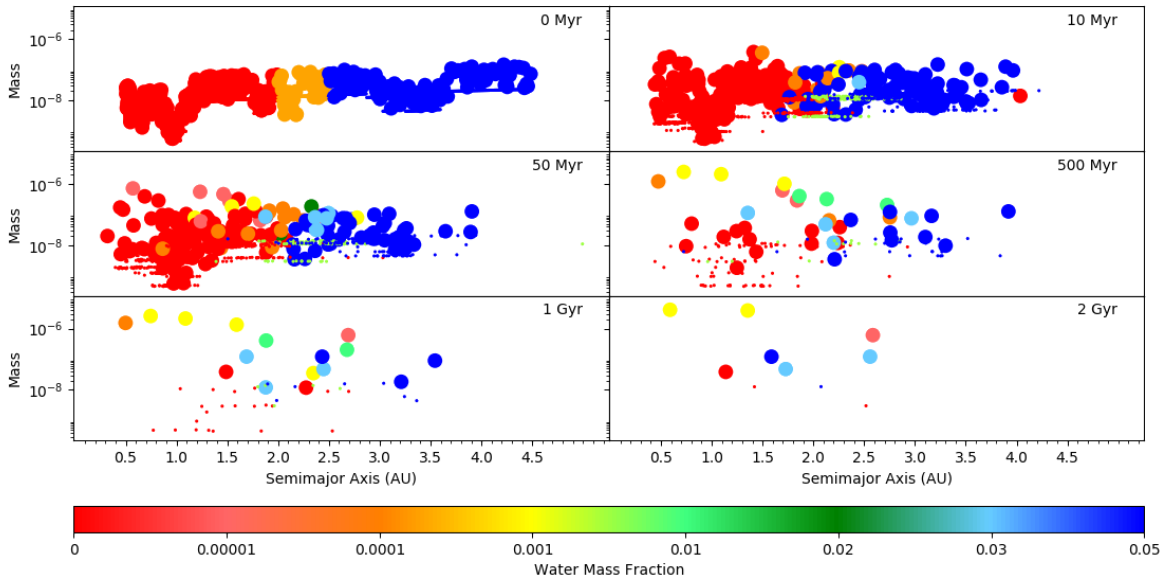 0 Myr
10 Myr
Mass
10⁻⁶
10⁻⁸
50 Myr
500 Myr
Mass
10⁻⁶
10⁻⁸
1 Gyr
2 Gyr
Mass
10⁻⁶
10⁻⁸
0.5 1.0 1.5 2.0 2.5 3.0 3.5 4.0 4.5
0.5 1.0 1.5 2.0 2.5 3.0 3.5 4.0 4.5
Semimajor Axis (AU)
Semimajor Axis (AU)
0 0.00001 0.0001 0.001 0.01 0.02 0.03 0.05
Water Mass Fraction